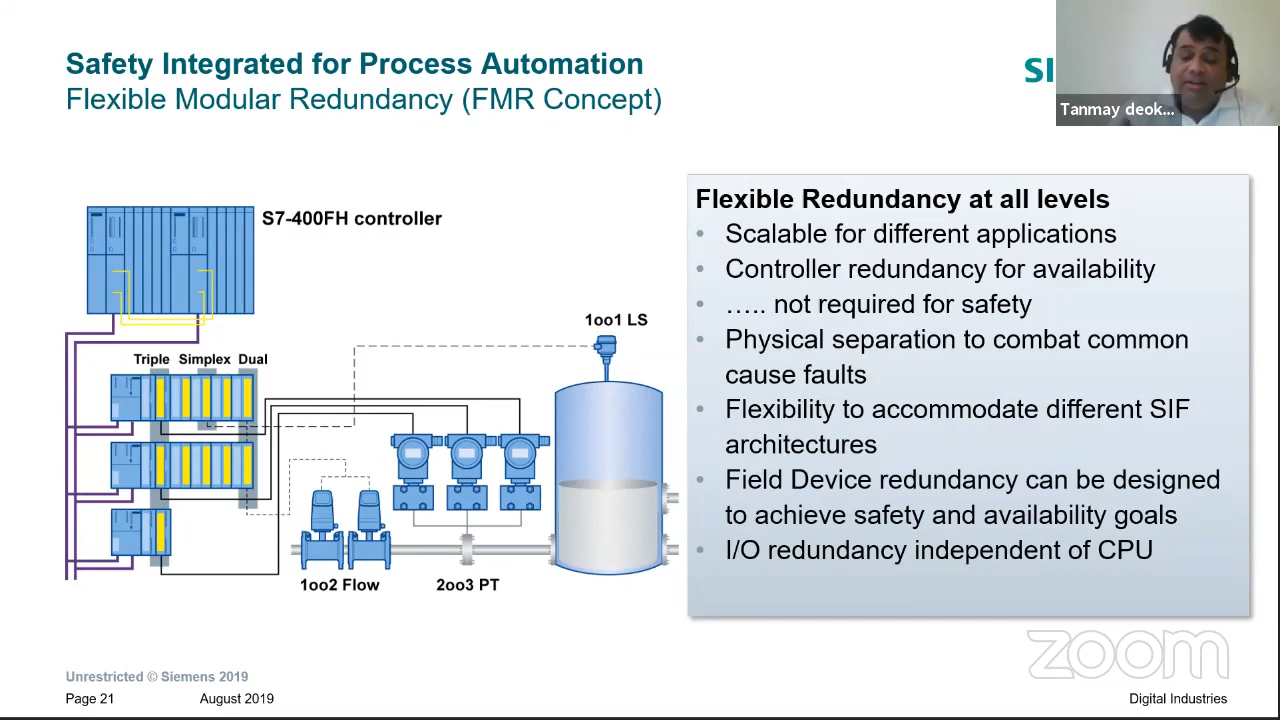 Safety Integrated for Process Automation
Flexible Modular Redundancy (FMR Concept)
SI
Tanmay deok...
S7-400FH controller
Triple Simplex Dual
1oo1 LS
1oo2 Flow
2oo3 PT
Flexible Redundancy at all levels
• Scalable for different applications
• Controller redundancy for availability
• ….. not required for safety
• Physical separation to combat common
cause faults
• Flexibility to accommodate different SIF
architectures
• Field Device redundancy can be designed
to achieve safety and availability goals
• I/O redundancy independent of CPU
zoom
Unrestricted © Siemens 2019
Page 21 August 2019
Digital Industries